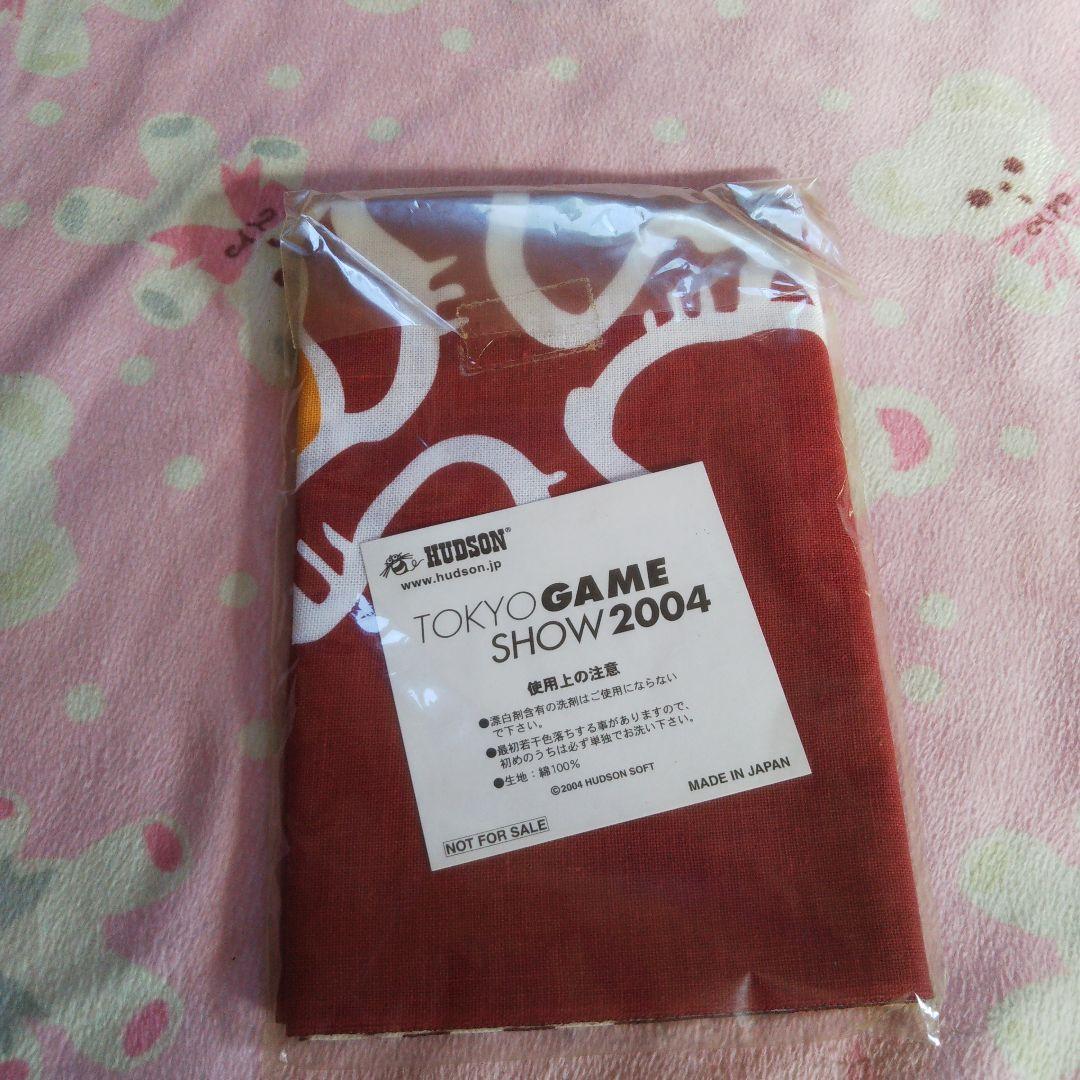 HUDSON®
www.hudson.jp
TOKYO GAME
SHOW 2004
使用上の注意
●漂白剤含有の洗剤はご使用にならない
で下さい。
●最初若干色落ちする事がありますので、
初めのうちは必ず単独でお洗い下さい。
●生地：綿100%
©2004 HUDSON SOFT
MADE IN JAPAN
NOT FOR SALE